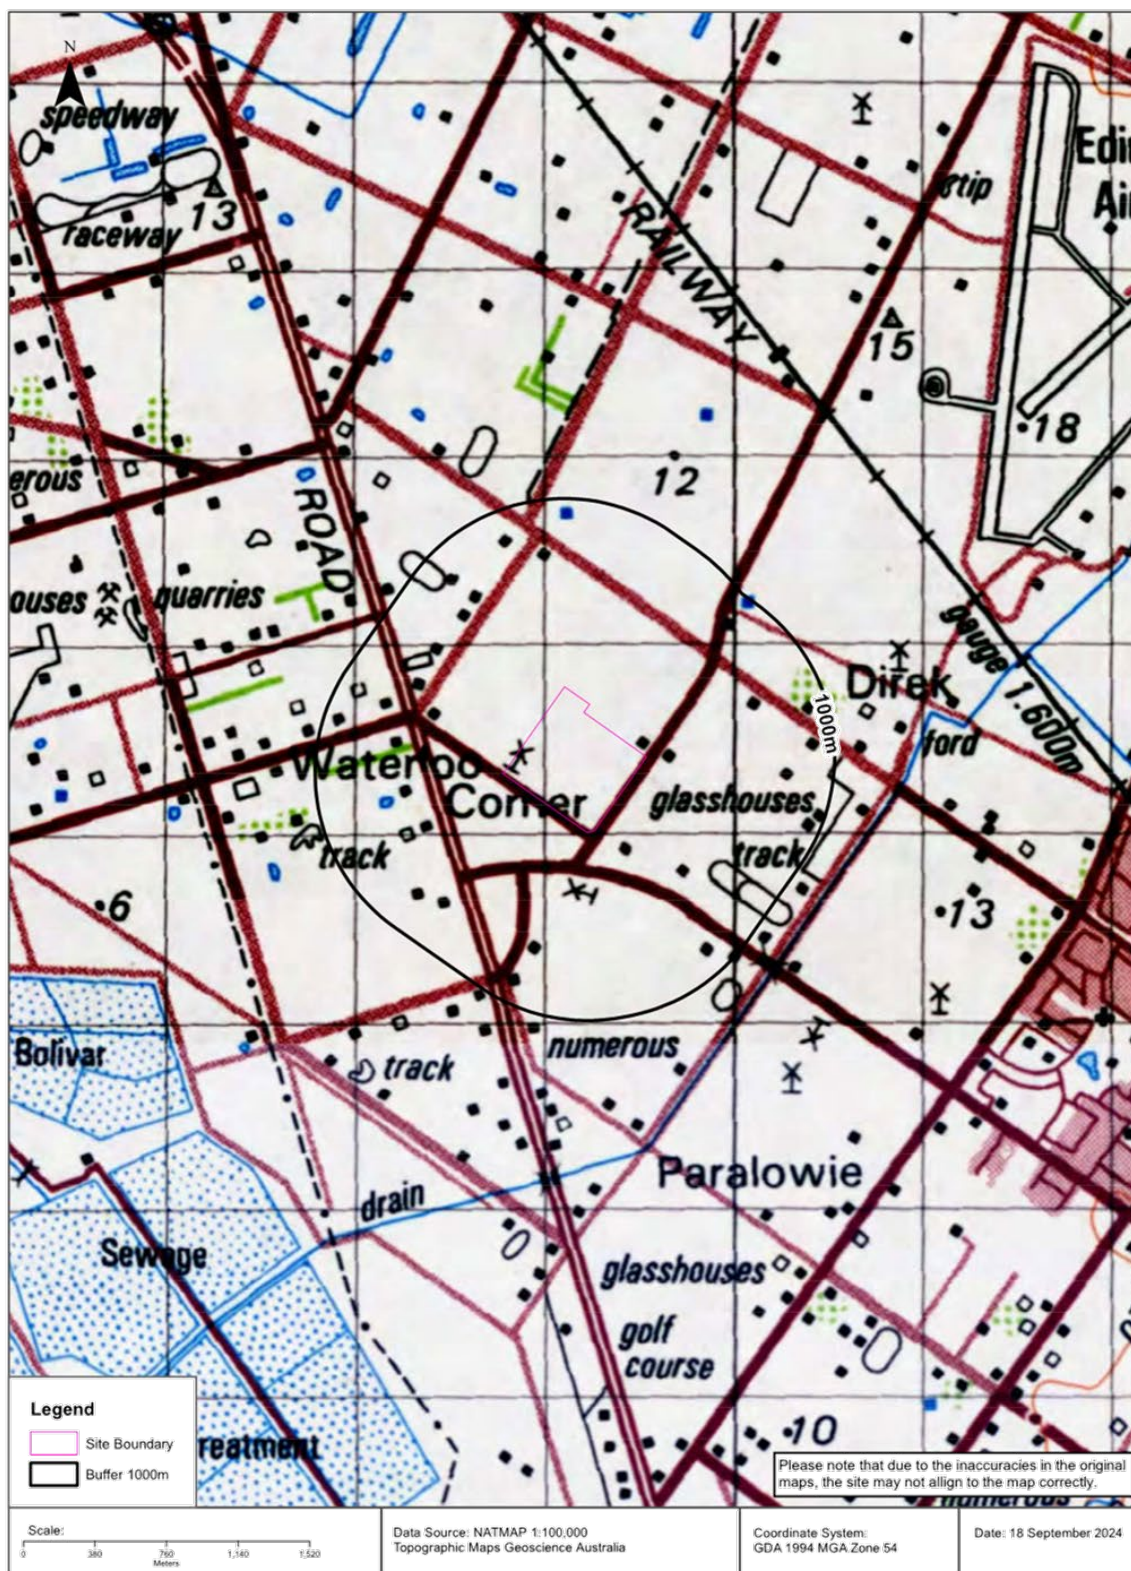 N
speedway
raceway
13
strip
RAILWAY
15
18
12
erous
ROAD
ouses
quarries
gauge 1.600m
Direk
1000m
ford
Waterloo
Corner
glasshouses
track
track
6
13
Bolivar
track
numerous
Paralowie
drain
Sewage
glasshouses
golf
course
reatment
10
numerous
Legend
Site Boundary
Buffer 1000m
Please note that due to the inaccuracies in the original
maps, the site may not allign to the map correctly.
Scale:
0 380 760 1,140 1,520
Meters
Data Source: NATMAP 1:100,000
Topographic Maps Geoscience Australia
Coordinate System:
GDA 1994 MGA Zone 54
Date: 18 September 2024